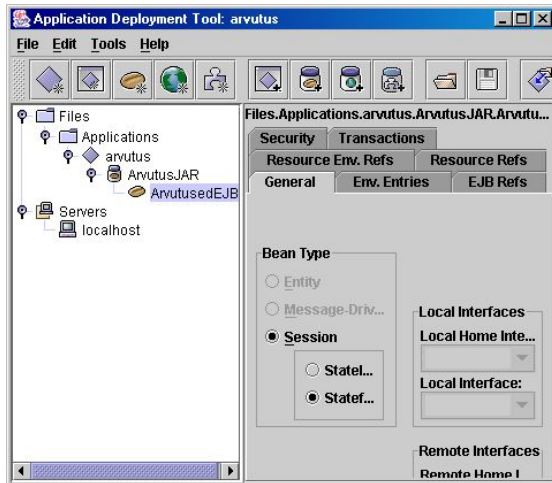 Application Deployment Tool: arvutus
File Edit Tools Help
Files
Applications
arvutus
ArvutusJAR
ArvutusedEJB
Servers
localhost
Files.Applications.arvutus.ArvutusJAR.Arvutu...
Security Transactions
Resource Env. Refs Resource Refs
General Env. Entries EJB Refs
Bean Type
Entity
Message-Driv...
Session
Statel...
Statef...
Local Interfaces
Local Home Inte...
Local Interface:
Remote Interfaces
Remote Home I...